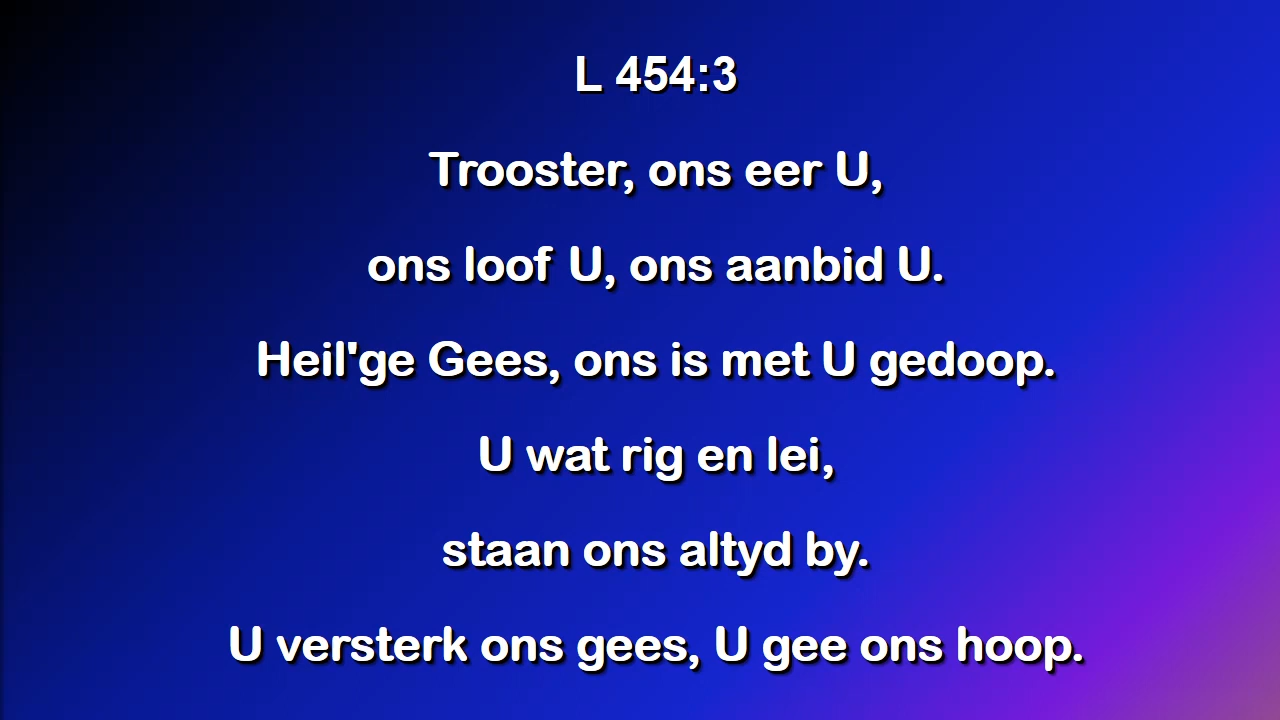 L 454:3
Trooster, ons eer U,
ons loof U, ons aanbid U.
Heil'ge Gees, ons is met U gedoop.
U wat rig en lei,
staan ons altyd by.
U versterk ons gees, U gee ons hoop.